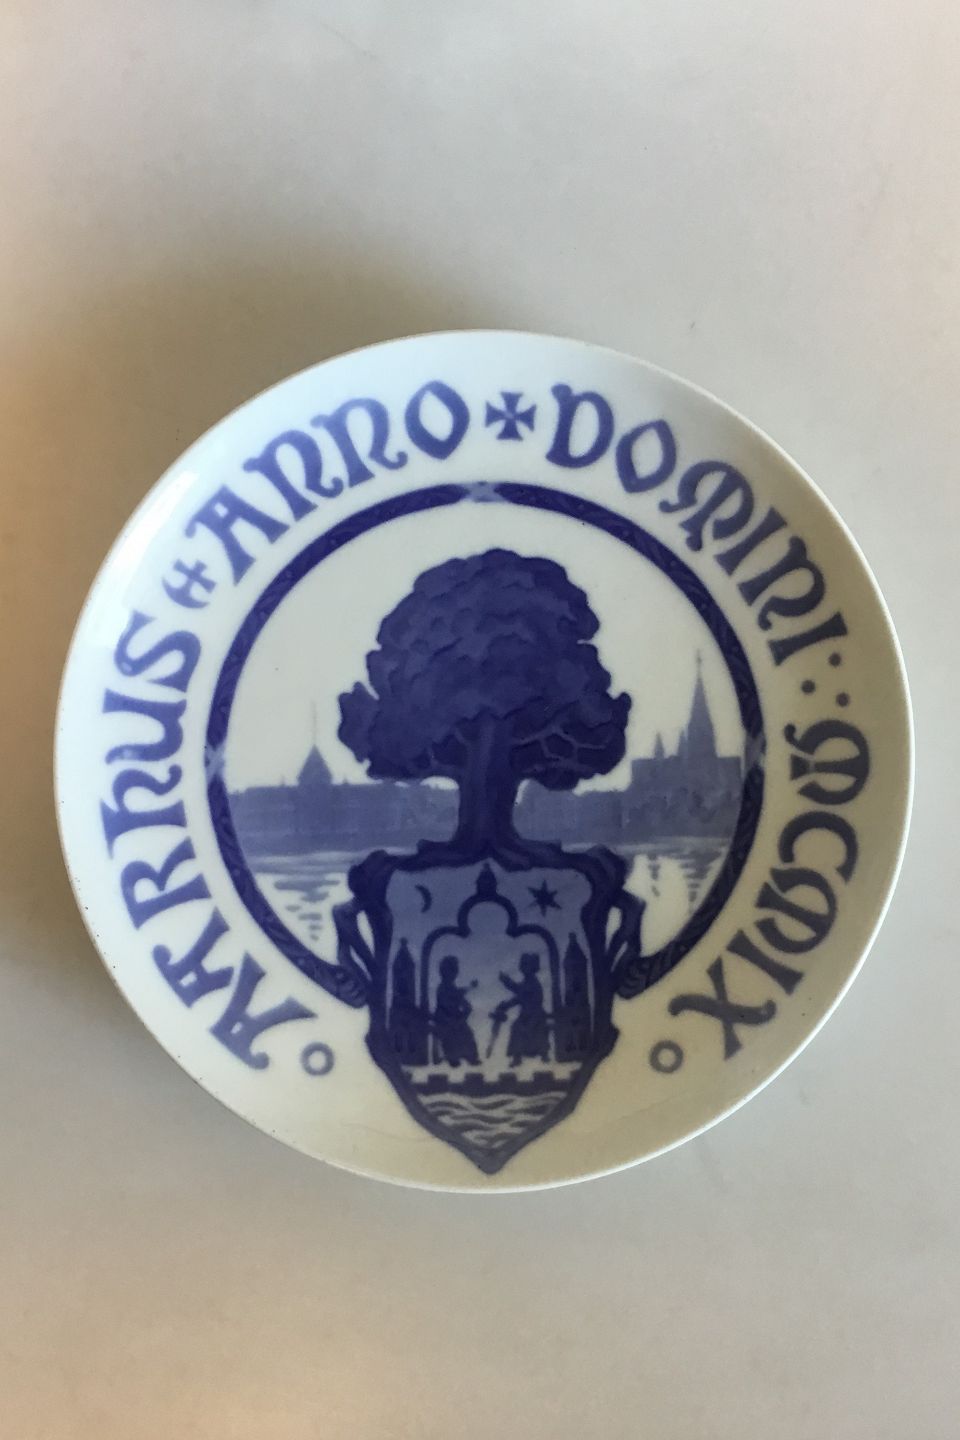 AARHUS + ANNO ✠ DOMINI: MCMIX